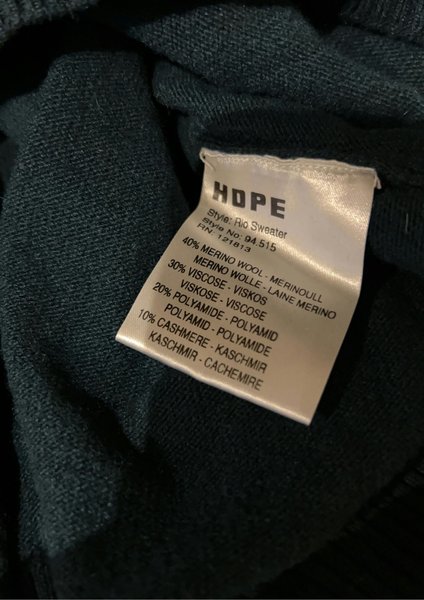 HOPE
Style: Rio Sweater
Style No: 94.515
RN: 121813
40% MERINO WOOL - MERINOULL
MERINO WOLLE - LAINE MERINO
30% VISCOSE - VISKOS
VISKOSE - VISCOSE
20% POLYAMIDE - POLYAMID
POLYAMID - POLYAMIDE
10% CASHMERE - KASCHMIR
KASCHMIR - CACHEMIRE